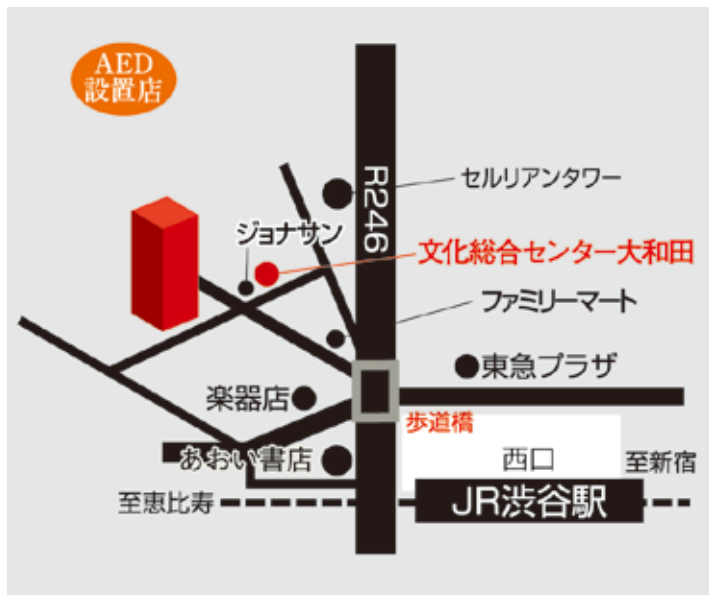 AED
設置店
R246
セルリアンタワー
ジョナサン
文化総合センター大和田
ファミリーマート
東急プラザ
楽器店
歩道橋
あおい書店
西口
至新宿
至恵比寿
JR渋谷駅